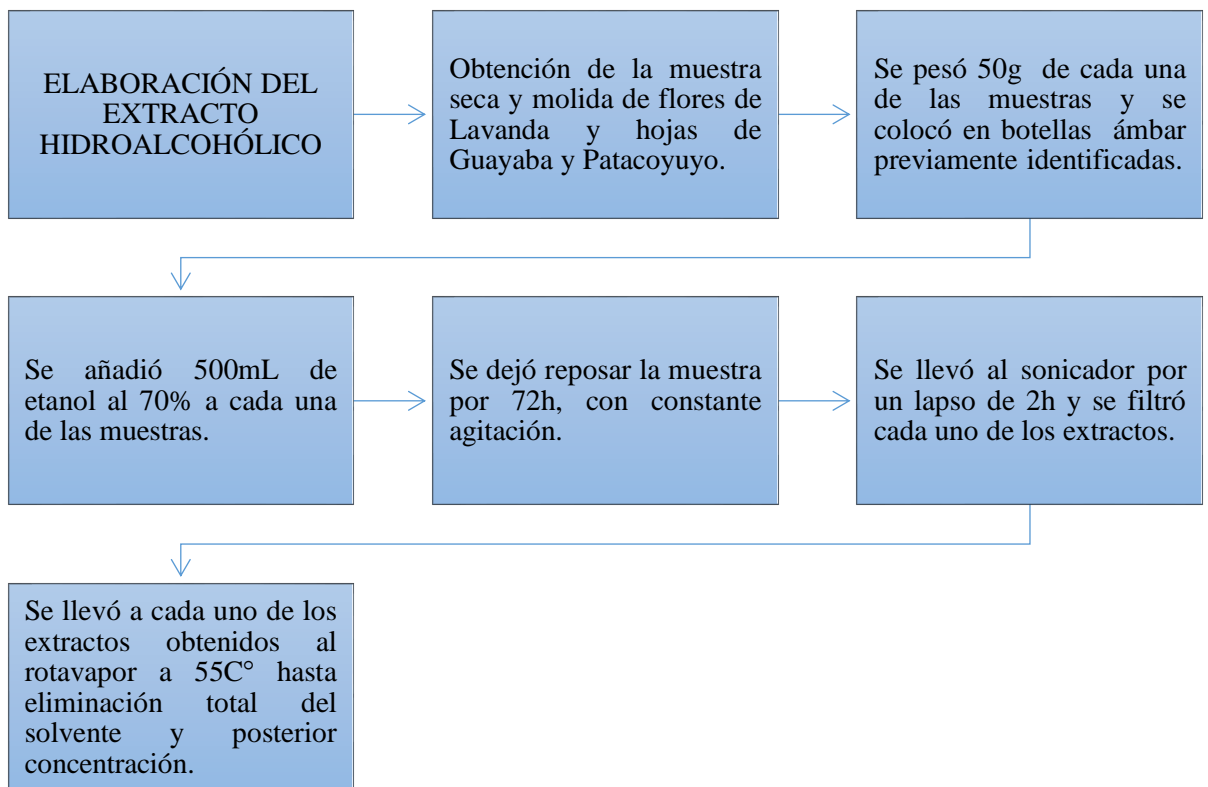 ELABORACIÓN DEL
EXTRACTO
HIDROALCOHÓLICO
Obtención de la muestra
seca y molida de flores de
Lavanda y hojas de
Guayaba y Patacoyuyo.
Se pesó 50g de cada una
de las muestras y se
colocó en botellas ámbar
previamente identificadas.
Se añadió 500mL de
etanol al 70% a cada una
de las muestras.
Se dejó reposar la muestra
por 72h, con constante
agitación.
Se llevó al sonicador por
un lapso de 2h y se filtró
cada uno de los extractos.
Se llevó a cada uno de los
extractos obtenidos al
rotavapor a 55C° hasta
eliminación total del
solvente y posterior
concentración.